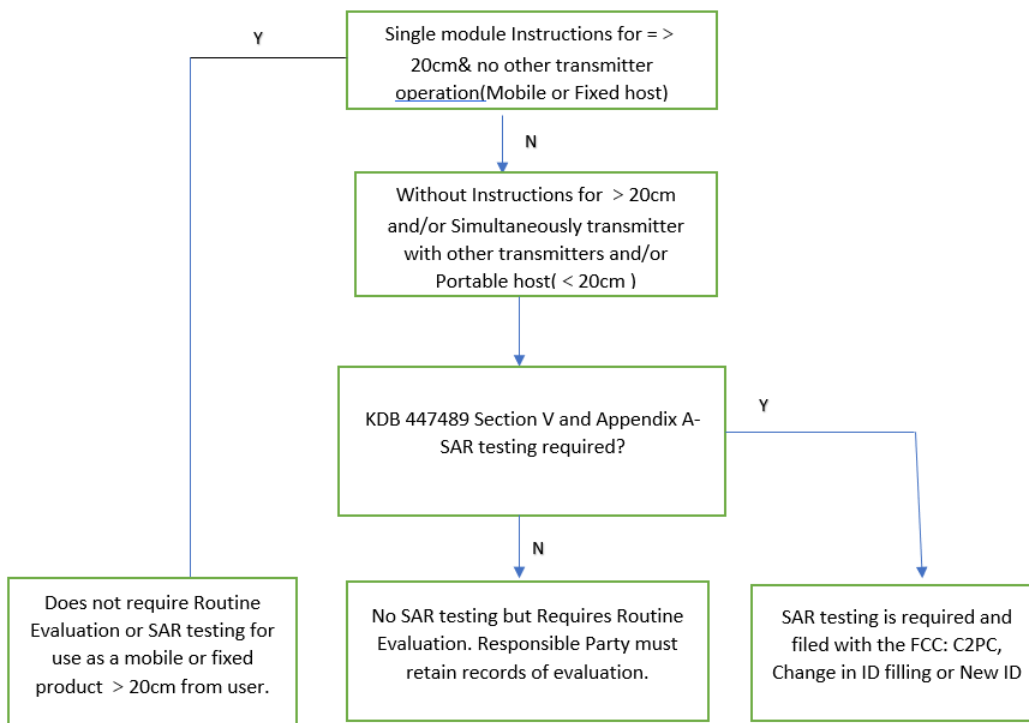 Y
Single module Instructions for = >
20cm& no other transmitter
operation(Mobile or Fixed host)
N
Without Instructions for > 20cm
and/or Simultaneously transmitter
with other transmitters and/or
Portable host( < 20cm )
KDB 447489 Section V and Appendix A-
SAR testing required?
Y
N
Does not require Routine
Evaluation or SAR testing for
use as a mobile or fixed
product > 20cm from user.
No SAR testing but Requires Routine
Evaluation. Responsible Party must
retain records of evaluation.
SAR testing is required and
filed with the FCC: C2PC,
Change in ID filling or New ID